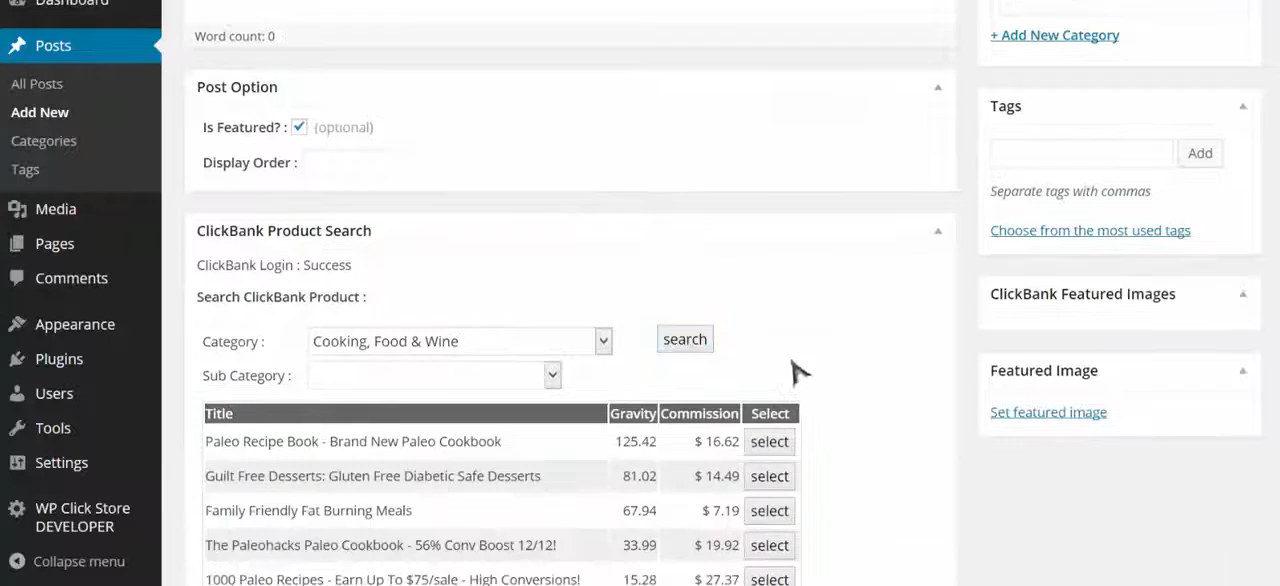 Dashboard
Posts
All Posts
Add New
Categories
Tags
Media
Pages
Comments
Appearance
Plugins
Users
Tools
Settings
WP Click Store
DEVELOPER
Collapse menu
Word count: 0
Post Option
Is Featured? : (optional)
Display Order :
ClickBank Product Search
ClickBank Login : Success
Search ClickBank Product :
Category : Cooking, Food & Wine search
Sub Category :
Title Gravity Commission Select
Paleo Recipe Book - Brand New Paleo Cookbook 125.42 $ 16.62 select
Guilt Free Desserts: Gluten Free Diabetic Safe Desserts 81.02 $ 14.49 select
Family Friendly Fat Burning Meals 67.94 $ 7.19 select
The Paleohacks Paleo Cookbook - 56% Conv Boost 12/12! 33.99 $ 19.92 select
1000 Paleo Recipes - Earn Up To $75/sale - High Conversions! 15.28 $ 27.37 select
+ Add New Category
Tags
Add
Separate tags with commas
Choose from the most used tags
ClickBank Featured Images
Featured Image
Set featured image